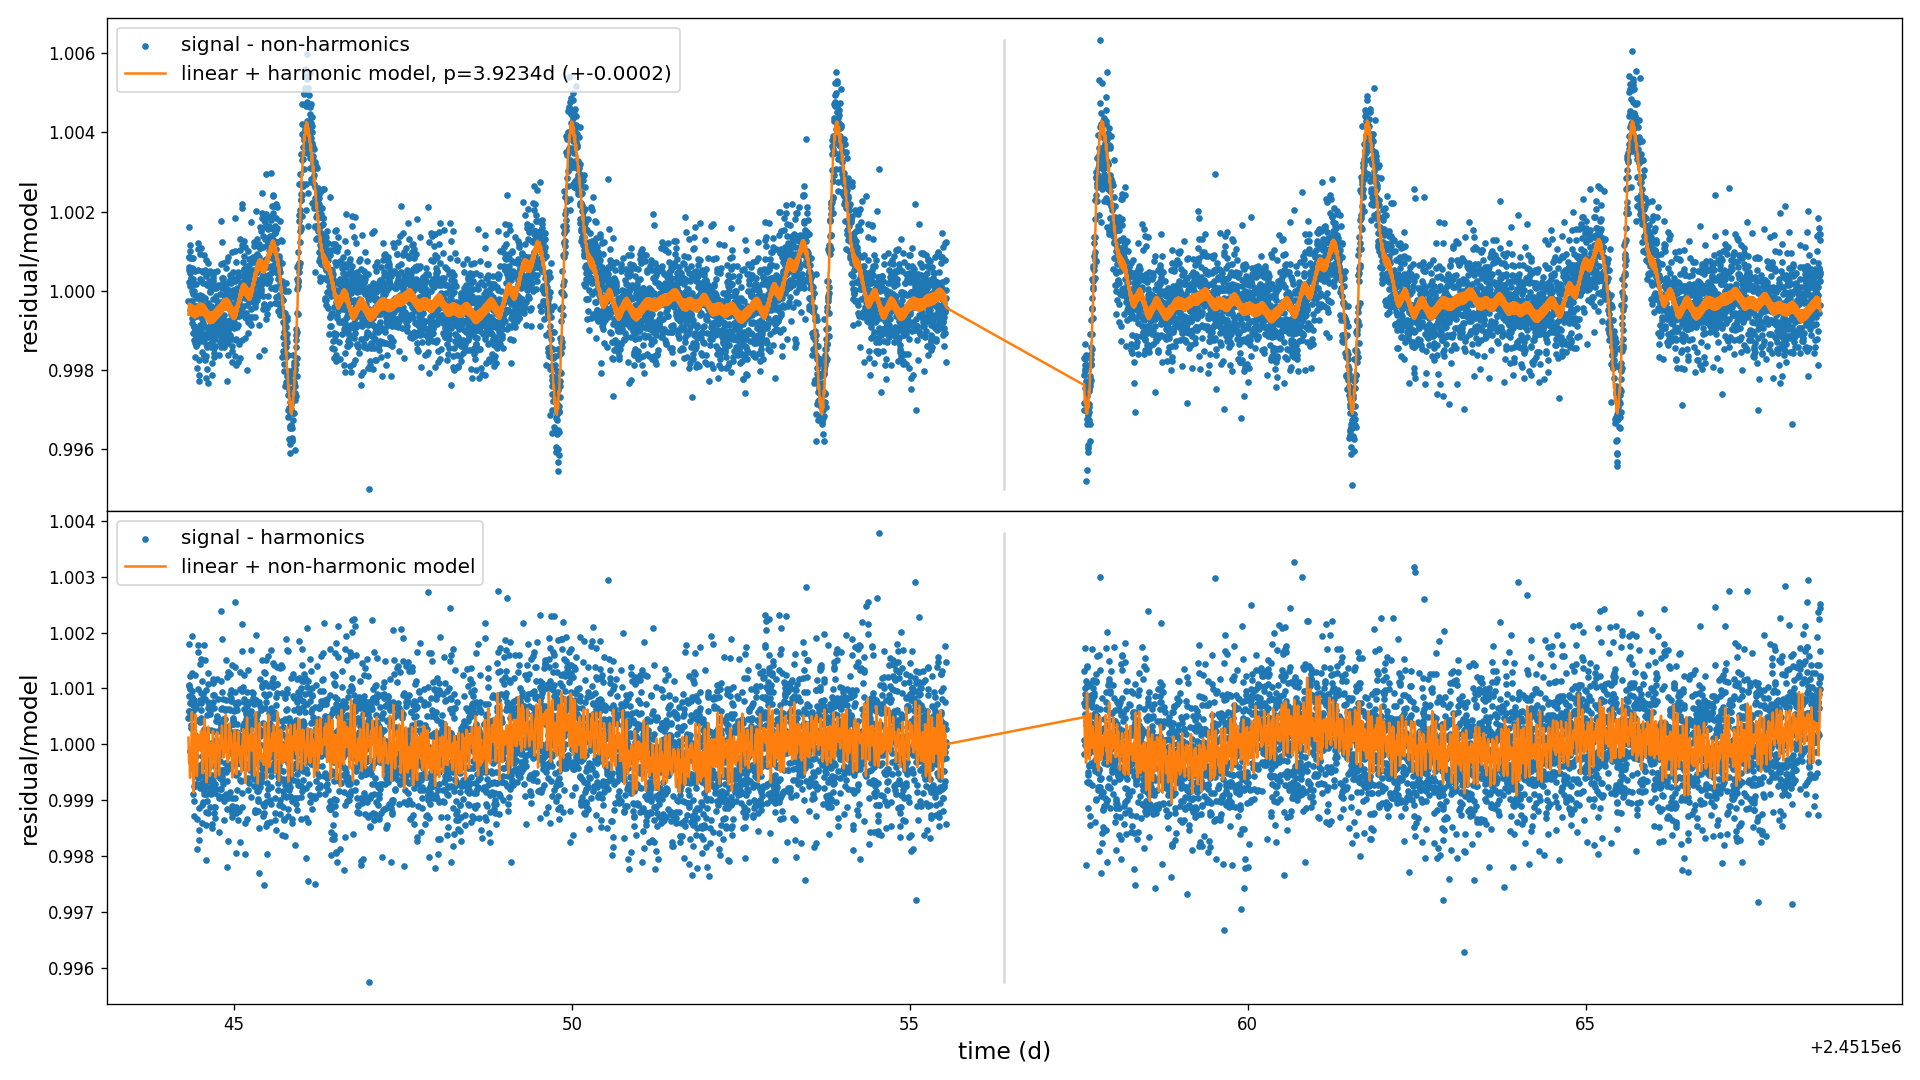 signal - non-harmonics
linear + harmonic model, p=3.9234d (+-0.0002)
1.006
1.004
1.002
1.000
0.998
0.996
residual/model
signal - harmonics
linear + non-harmonic model
1.004
1.003
1.002
1.001
1.000
0.999
0.998
0.997
0.996
residual/model
45
50
55
60
65
time (d)
+2.4515e6